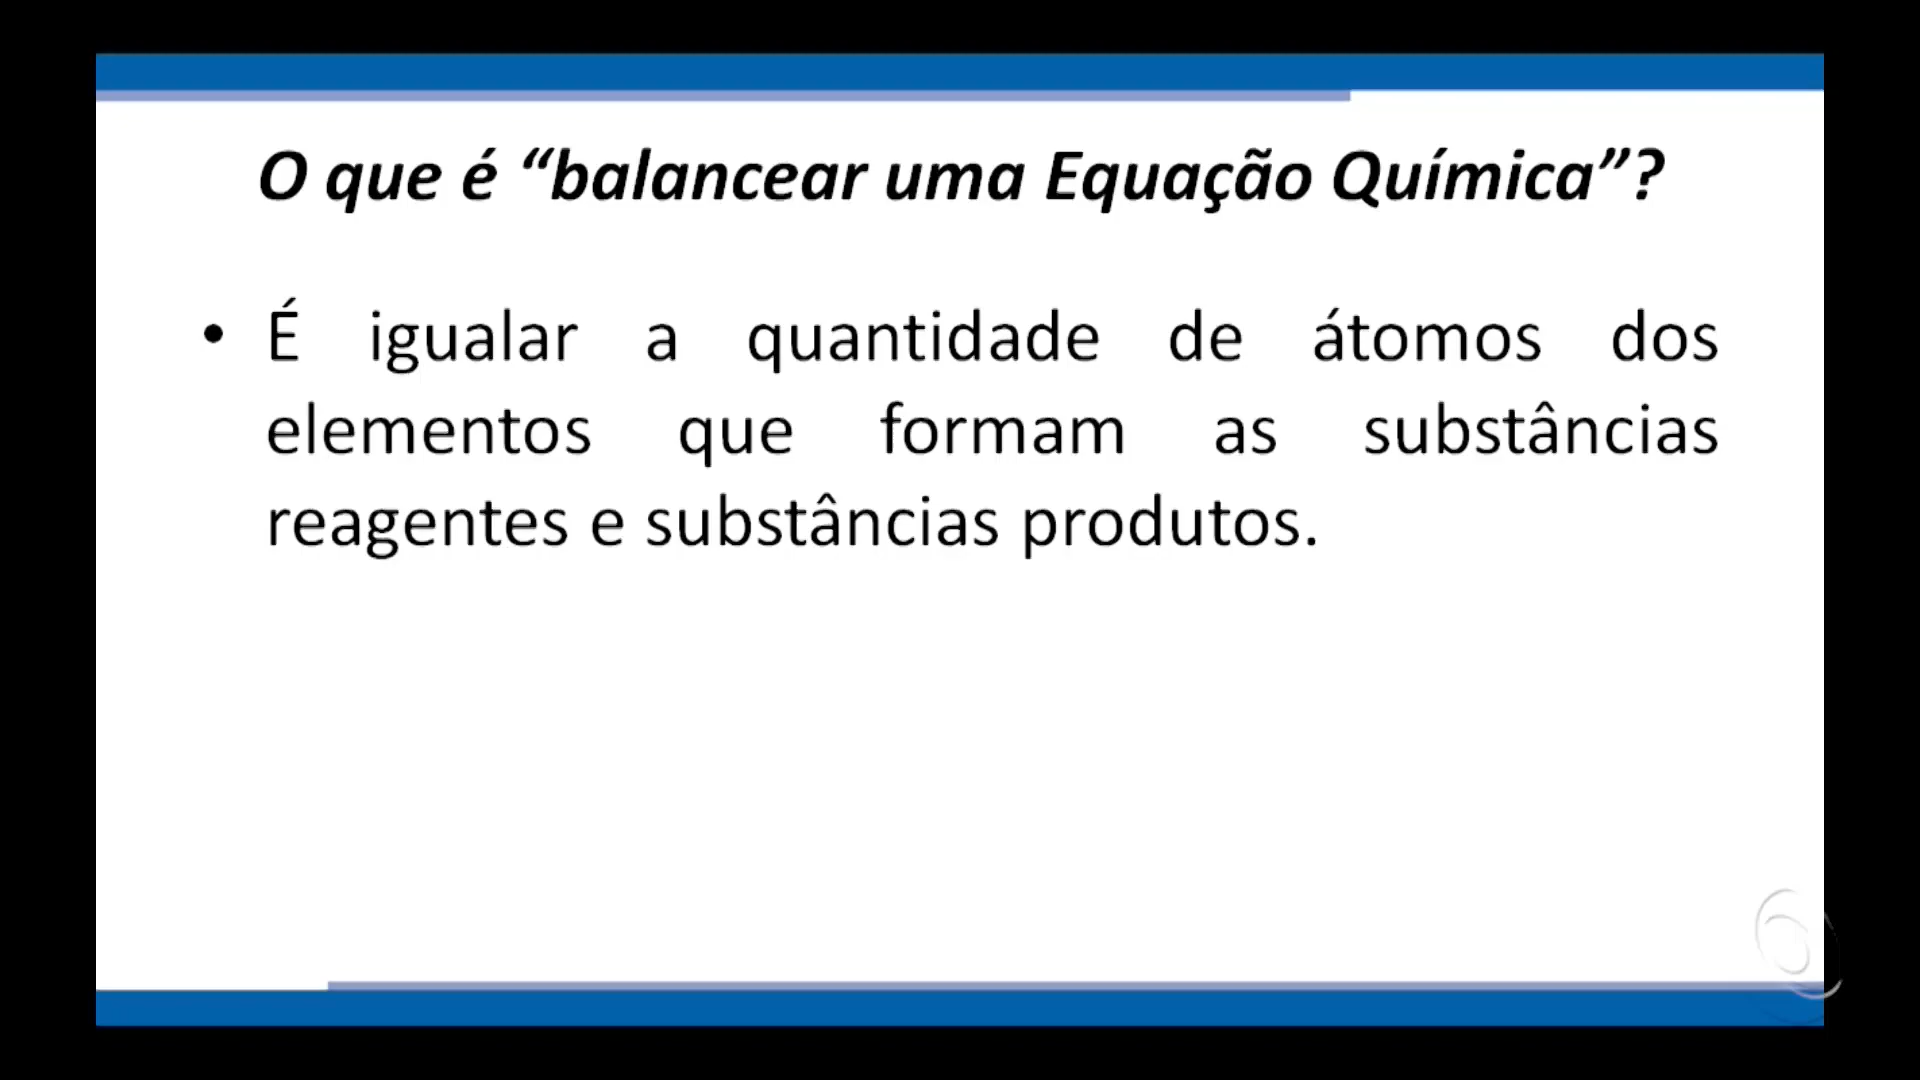 O que é “balancear uma Equação Química”?
• É igualar a quantidade de átomos dos
elementos que formam as substâncias
reagentes e substâncias produtos.